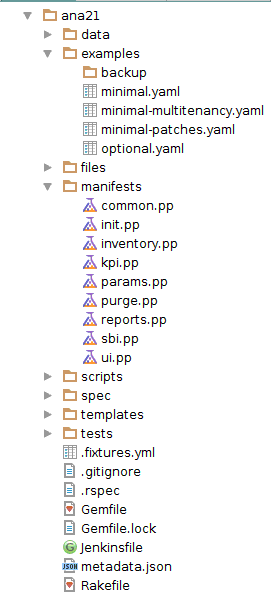 ana21
data
examples
backup
minimal.yaml
minimal-multitenancy.yaml
minimal-patches.yaml
optional.yaml
files
manifests
common.pp
init.pp
inventory.pp
kpi.pp
params.pp
purge.pp
reports.pp
sbi.pp
ui.pp
scripts
spec
templates
tests
.fixtures.yml
.gitignore
.rspec
Gemfile
Gemfile.lock
Jenkinsfile
metadata.json
Rakefile